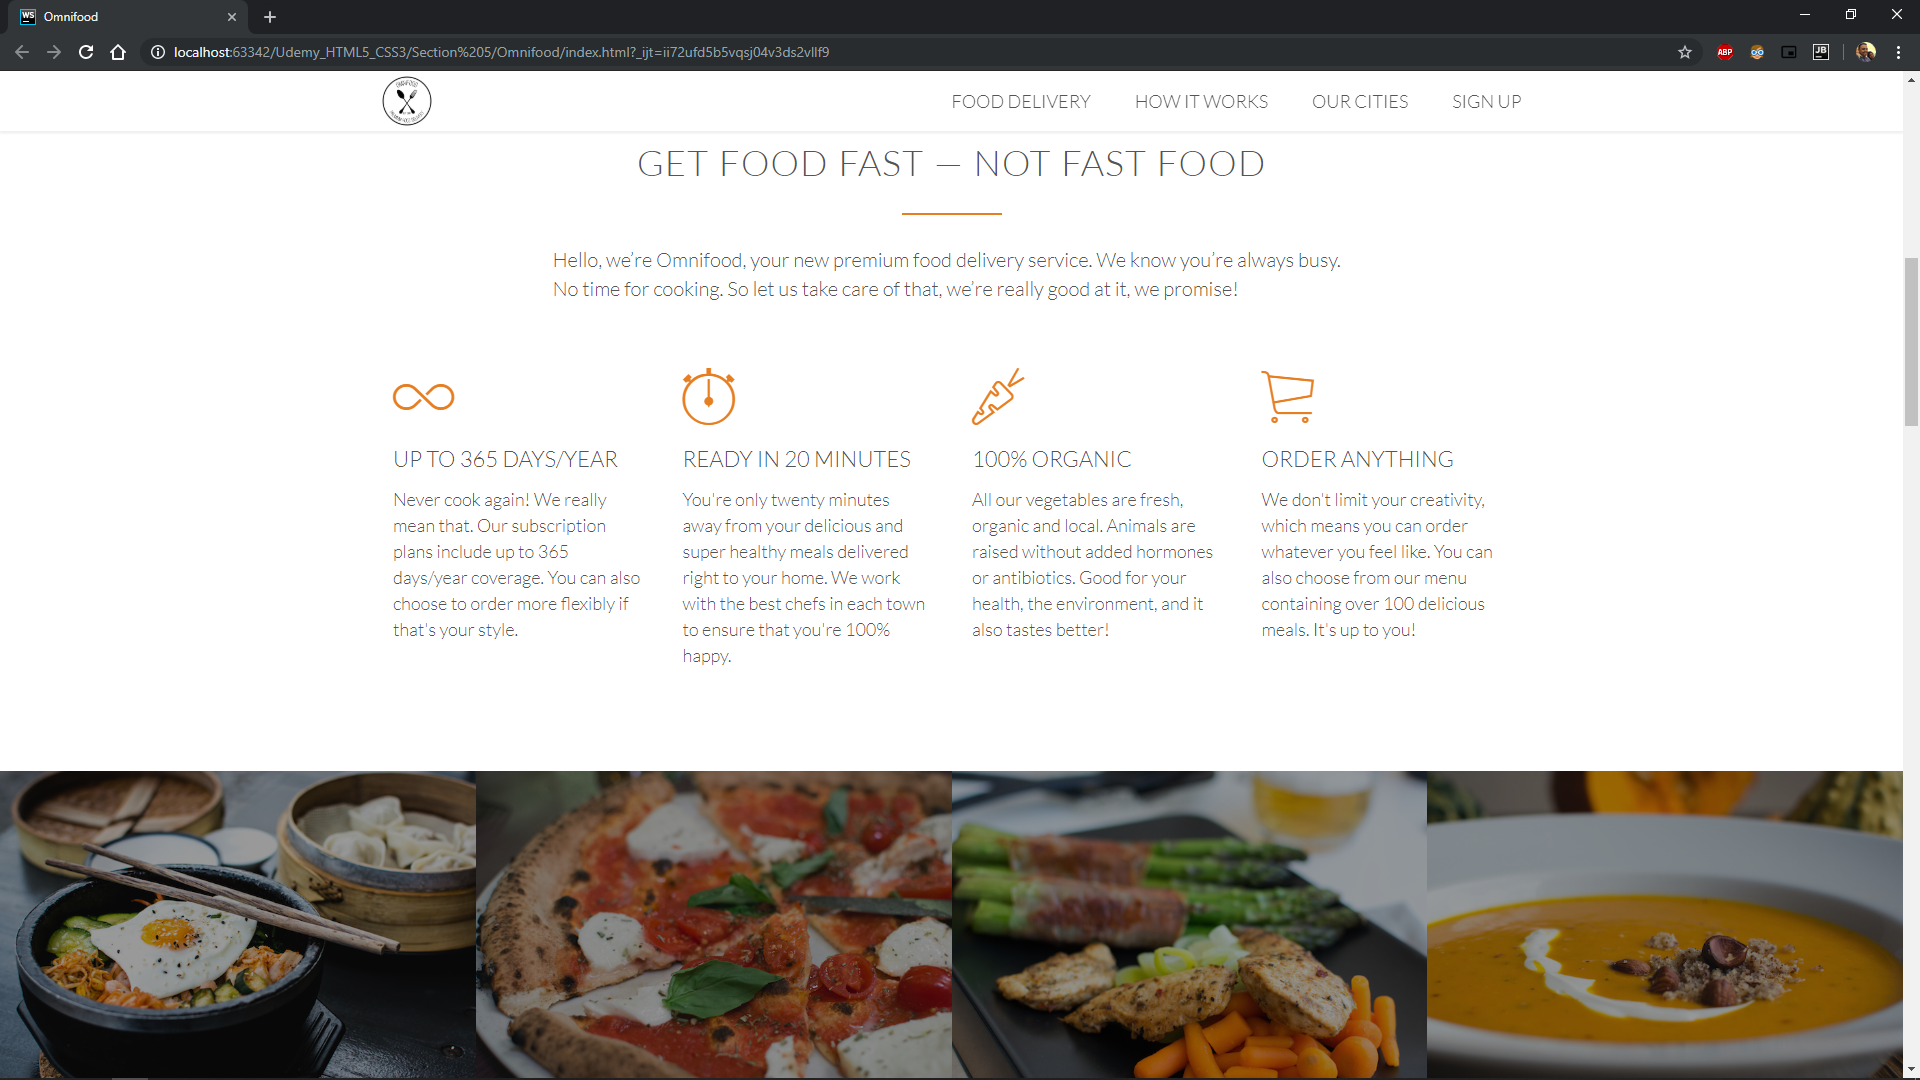 Omnifood
localhost:63342/Udemy_HTML5_CSS3/Section%205/Omnifood/index.html?_ijt=ii72ufd5b5vqsj04v3ds2vllf9
ABP
JB
WS
OMNIFOOD
PREMIUM FOOD DELIVERY
FOOD DELIVERY HOW IT WORKS OUR CITIES SIGN UP
GET FOOD FAST — NOT FAST FOOD
Hello, we’re Omnifood, your new premium food delivery service. We know you’re always busy.
No time for cooking. So let us take care of that, we’re really good at it, we promise!
UP TO 365 DAYS/YEAR
Never cook again! We really
mean that. Our subscription
plans include up to 365
days/year coverage. You can also
choose to order more flexibly if
that's your style.
READY IN 20 MINUTES
You're only twenty minutes
away from your delicious and
super healthy meals delivered
right to your home. We work
with the best chefs in each town
to ensure that you're 100%
happy.
100% ORGANIC
All our vegetables are fresh,
organic and local. Animals are
raised without added hormones
or antibiotics. Good for your
health, the environment, and it
also tastes better!
ORDER ANYTHING
We don't limit your creativity,
which means you can order
whatever you feel like. You can
also choose from our menu
containing over 100 delicious
meals. It's up to you!